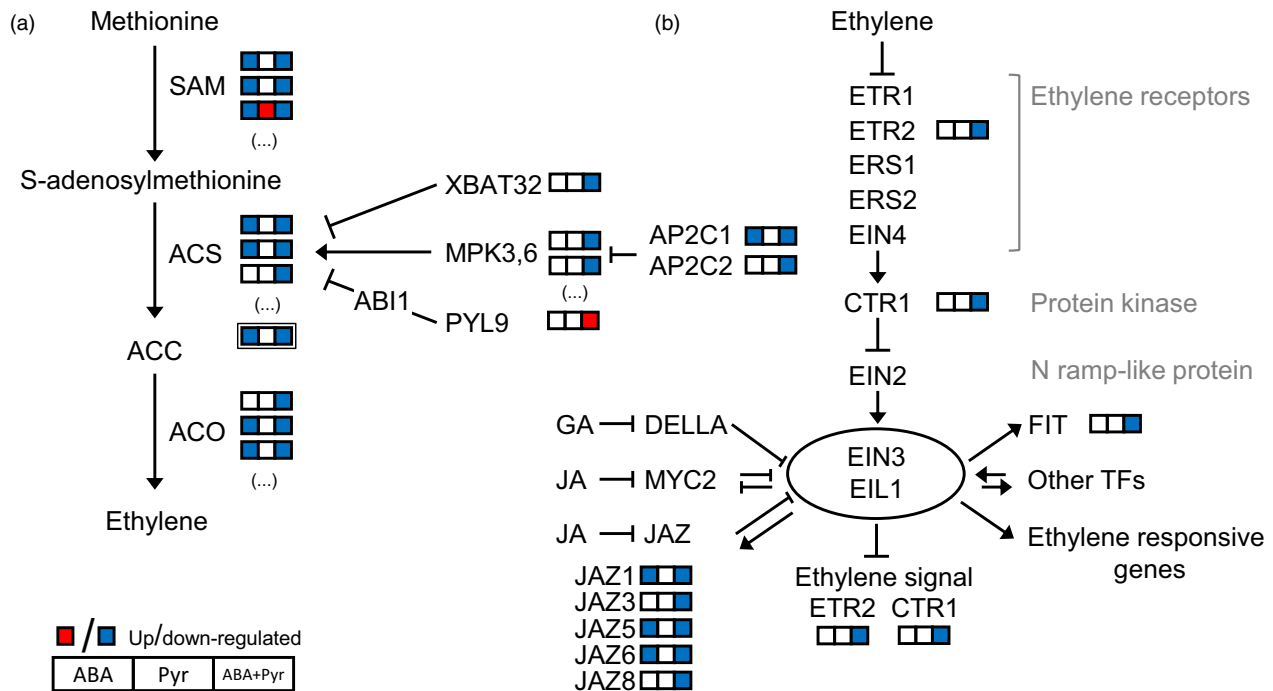 (a)
Methionine
SAM
(...)
S-adenosylmethionine
ACS
(...)
ACC
ACO
(...)
Ethylene
XBAT32
MPK3,6
(...)
ABI1
PYL9
AP2C1
AP2C2
Up/down-regulated
ABA Pyr ABA+Pyr
(b)
Ethylene
ETR1
ETR2
ERS1
ERS2
EIN4
Ethylene receptors
CTR1
Protein kinase
EIN2
N ramp-like protein
GA DELLA
JA MYC2
JA JAZ
JAZ1
JAZ3
JAZ5
JAZ6
JAZ8
EIN3
EIL1
FIT
Other TFs
Ethylene responsive
genes
Ethylene signal
ETR2 CTR1